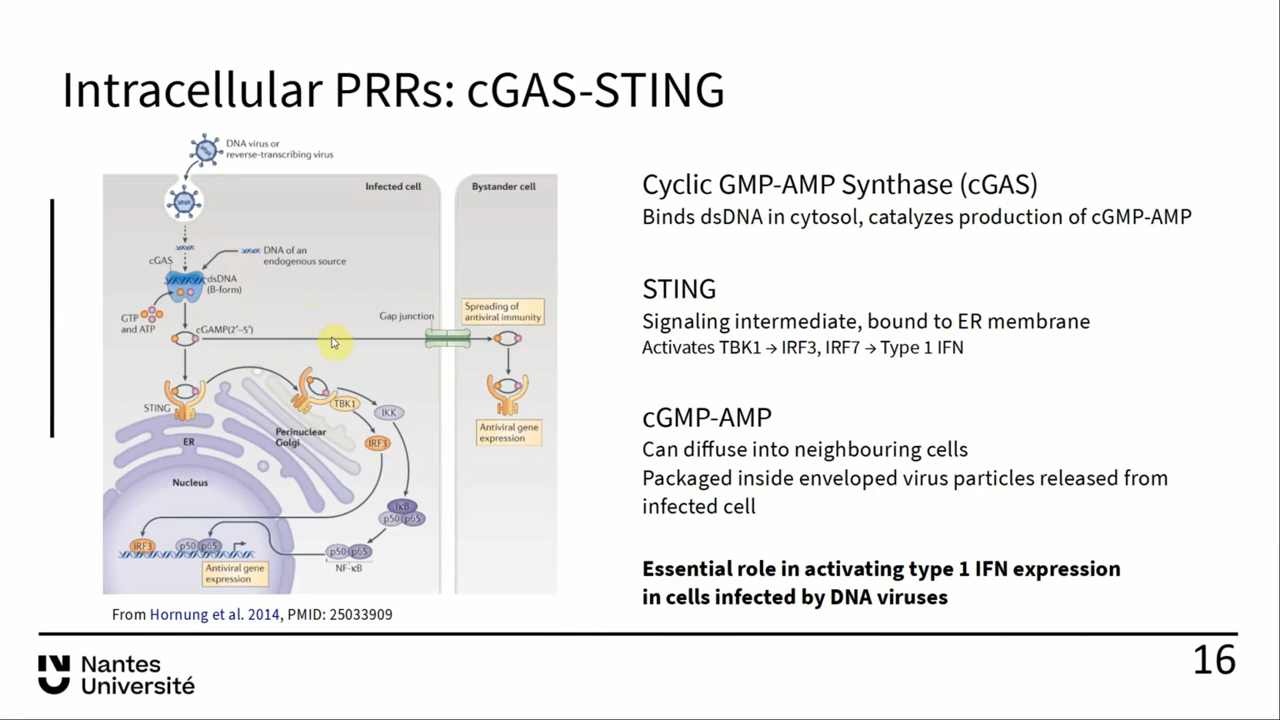 Intracellular PRRs: cGAS-STING
DNA virus or
reverse-transcribing virus
Infected cell
Bystander cell
DNA of an
endogenous source
cGAS
dsDNA
(B-form)
GTP
and ATP
cGAMP(2'–5')
Gap junction
Spreading of
antiviral immunity
STING
TBK1
IKK
IRF3
Perinuclear
Golgi
ER
Antiviral gene
expression
Nucleus
IκB
p50 p65
IRF3
p50 p65
p50 p65
NF-κB
Antiviral gene
expression
From Hornung et al. 2014, PMID: 25033909
Cyclic GMP-AMP Synthase (cGAS)
Binds dsDNA in cytosol, catalyzes production of cGMP-AMP
STING
Signaling intermediate, bound to ER membrane
Activates TBK1 → IRF3, IRF7 → Type 1 IFN
cGMP-AMP
Can diffuse into neighbouring cells
Packaged inside enveloped virus particles released from
infected cell
Essential role in activating type 1 IFN expression
in cells infected by DNA viruses
Nantes
Université
16